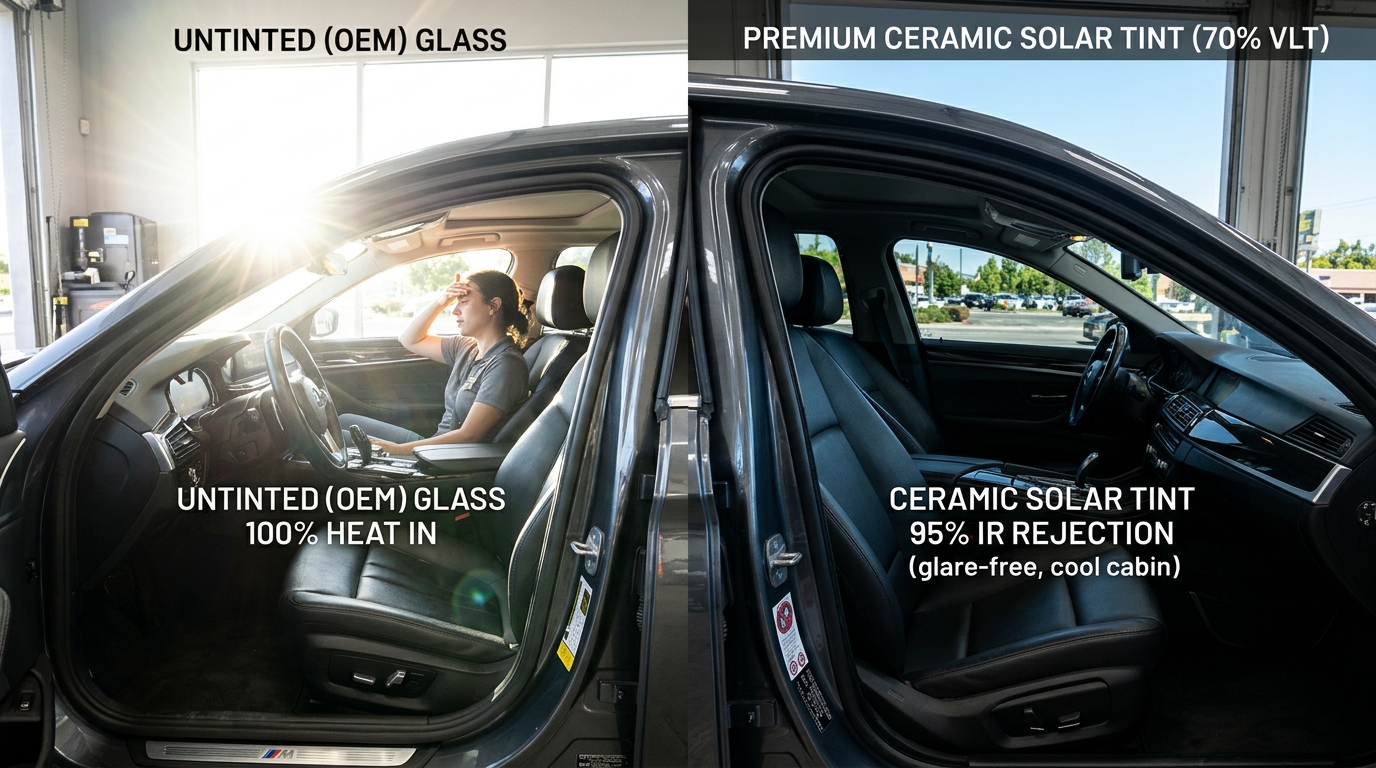 UNTINTED (OEM) GLASS
PREMIUM CERAMIC SOLAR TINT (70% VLT)
UNTINTED (OEM) GLASS
100% HEAT IN
CERAMIC SOLAR TINT
95% IR REJECTION
(glare-free, cool cabin)
M